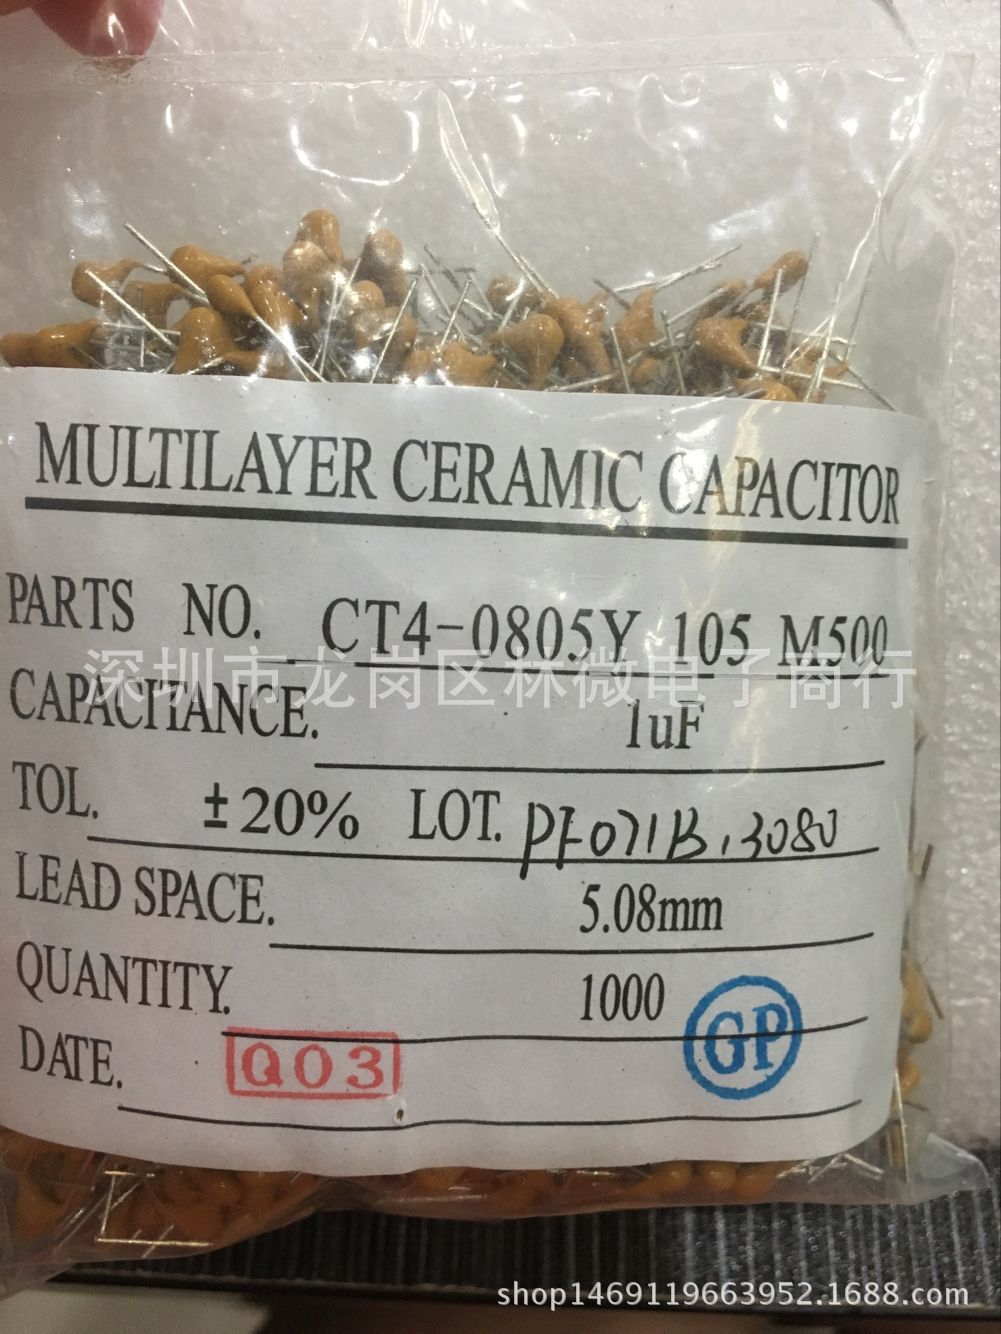 MULTILAYER CERAMIC CAPACITOR
PARTS NO. CT4-0805Y 105 M500
深圳市龙岗区林微电子商行
CAPACITANCE. 1uF
TOL. ±20% LOT. PF071B.13080
LEAD SPACE. 5.08mm
QUANTITY. 1000
GP
DATE. Q03
shop1469119663952.1688.com